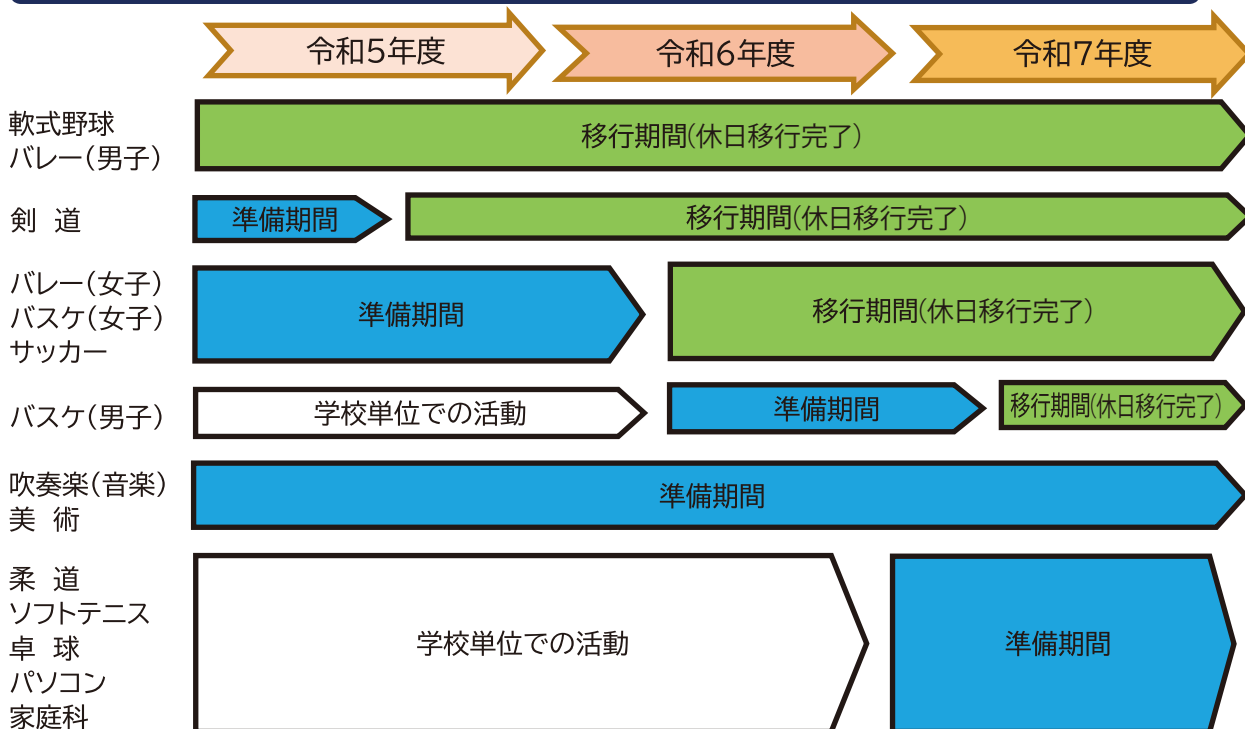 令和5年度 令和6年度 令和7年度
軟式野球
バレー(男子)
移行期間(休日移行完了)
剣 道
準備期間 移行期間(休日移行完了)
バレー(女子)
バスケ(女子)
サッカー
準備期間 移行期間(休日移行完了)
バスケ(男子)
学校単位での活動 準備期間 移行期間(休日移行完了)
吹奏楽(音楽)
美 術
準備期間
柔 道
ソフトテニス
卓 球
パソコン
家庭科
学校単位での活動 準備期間